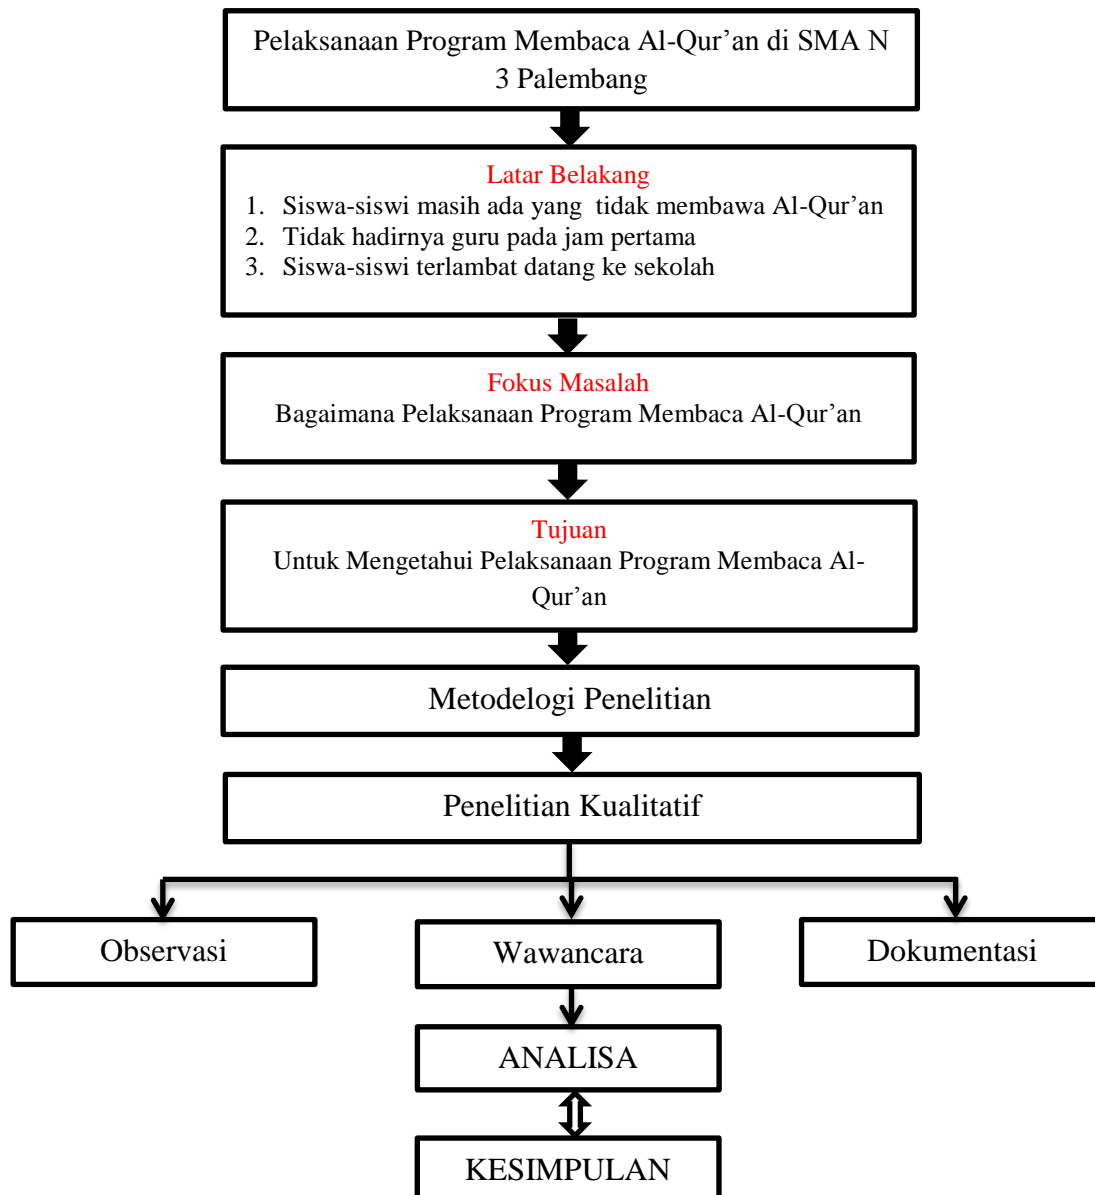 Pelaksanaan Program Membaca Al-Qur’an di SMA N
3 Palembang
Latar Belakang
1. Siswa-siswi masih ada yang tidak membawa Al-Qur’an
2. Tidak hadirnya guru pada jam pertama
3. Siswa-siswi terlambat datang ke sekolah
Fokus Masalah
Bagaimana Pelaksanaan Program Membaca Al-Qur’an
Tujuan
Untuk Mengetahui Pelaksanaan Program Membaca Al-
Qur’an
Metodelogi Penelitian
Penelitian Kualitatif
Observasi
Wawancara
Dokumentasi
ANALISA
KESIMPULAN